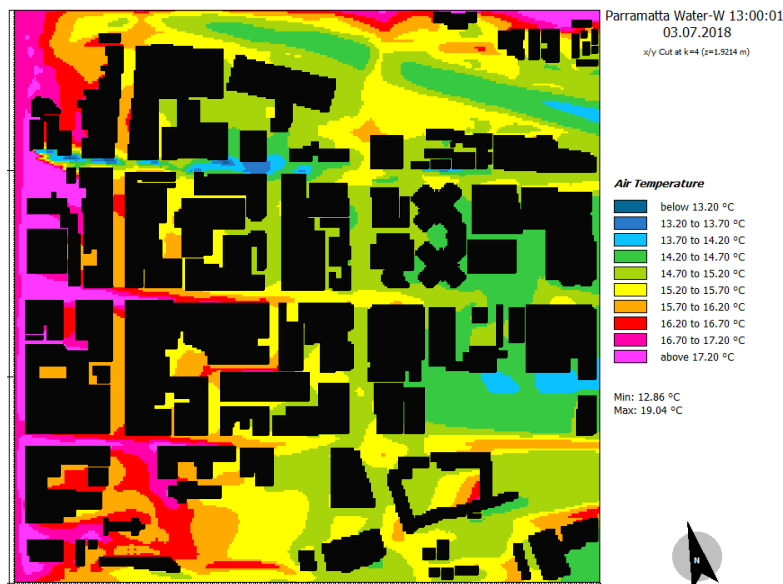 Parramatta Water-W 13:00:01
03.07.2018
x/y Cut at k=4 (z=1.9214 m)
Air Temperature
below 13.20 °C
13.20 to 13.70 °C
13.70 to 14.20 °C
14.20 to 14.70 °C
14.70 to 15.20 °C
15.20 to 15.70 °C
15.70 to 16.20 °C
16.20 to 16.70 °C
16.70 to 17.20 °C
above 17.20 °C
Min: 12.86 °C
Max: 19.04 °C
N